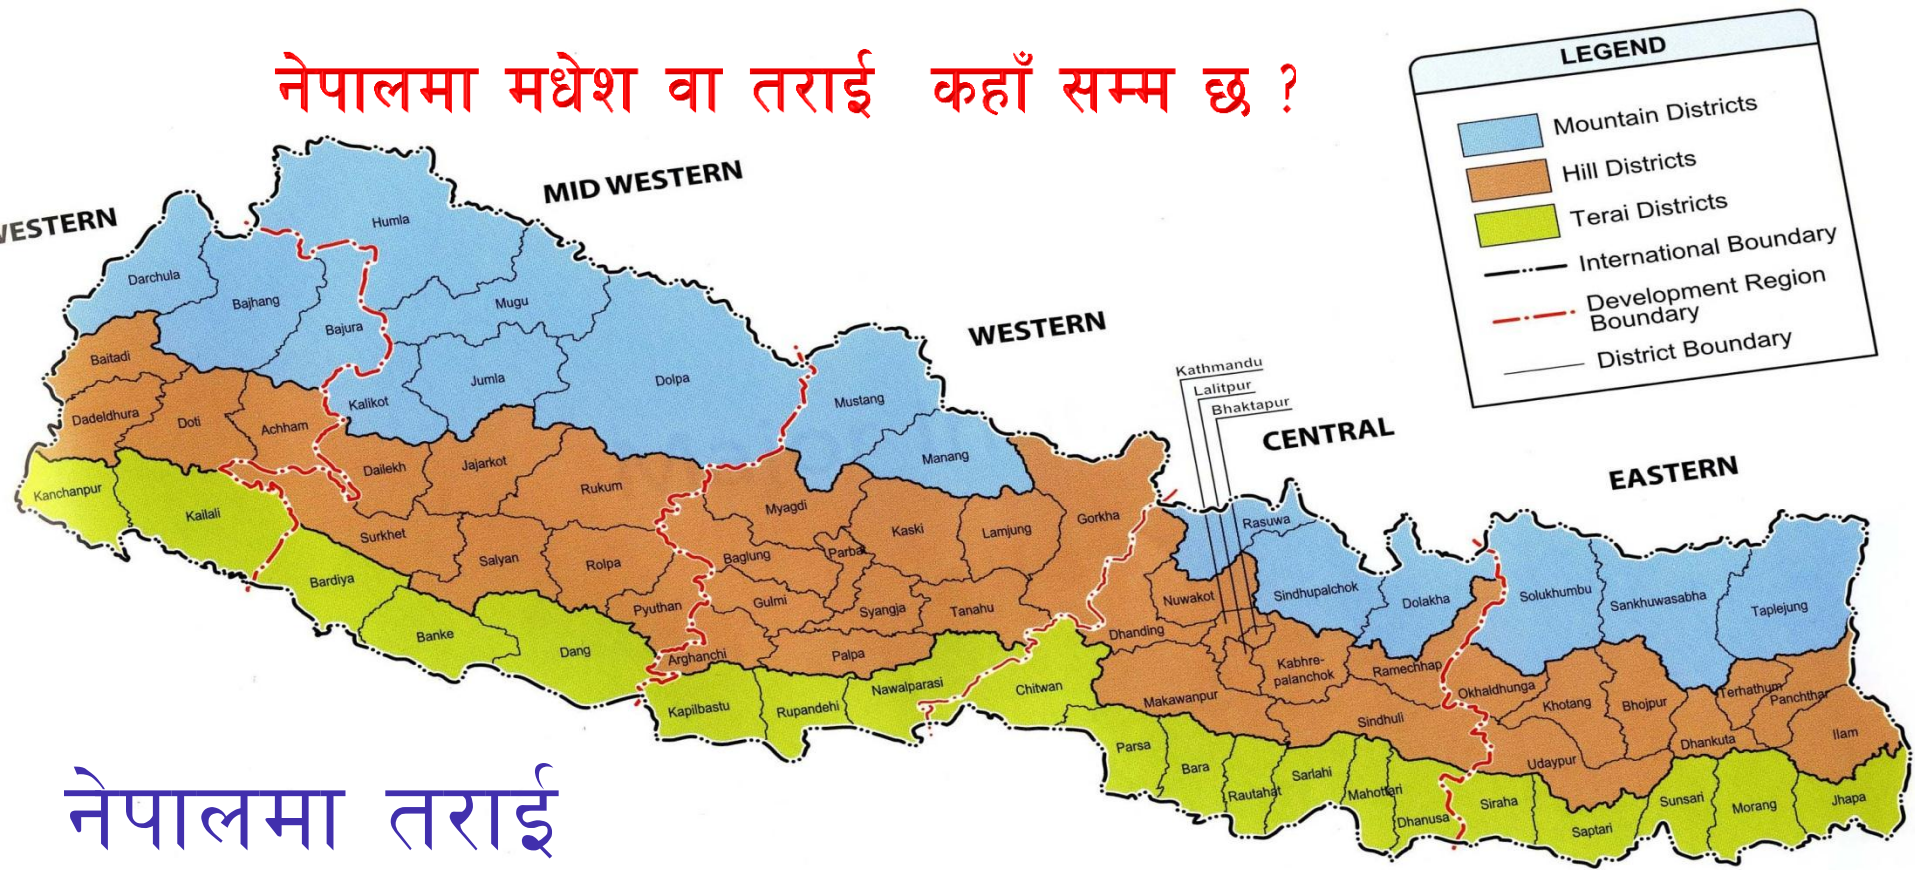 नेपालमा मधेश वा तराई कहाँ सम्म छ ?
LEGEND
Mountain Districts
Hill Districts
Terai Districts
International Boundary
Development Region
Boundary
District Boundary
WESTERN
MID WESTERN
WESTERN
CENTRAL
EASTERN
Kathmandu
Lalitpur
Bhaktapur
Humla
Darchula
Bajhang
Mugu
Bajura
Baitadi
Jumla
Dolpa
Kalikot
Mustang
Dadeldhura
Doti
Achham
Manang
Dailekh
Jajarkot
Rukum
Kanchanpur
Kailali
Myagdi
Kaski
Lamjung
Gorkha
Rasuwa
Surkhet
Salyan
Rolpa
Baglung
Parba
Bardiya
Pyuthan
Gulmi
Syangja
Tanahu
Nuwakot
Sindhupalchok
Dolakha
Solukhumbu
Sankhuwasabha
Taplejung
Banke
Dang
Arghanchi
Palpa
Dhanding
Kabhre-
palanchok
Ramechhap
Okhaldhunga
Khotang
Bhojpur
Terhathum
Panchthar
Kapilbastu
Rupandehi
Nawalparasi
Chitwan
Makawanpur
Sindhuli
Udaypur
Dhankuta
Ilam
Parsa
Bara
Rautahat
Sarlahi
Mahottari
Dhanusa
Siraha
Saptari
Sunsari
Morang
Jhapa
नेपालमा तराई